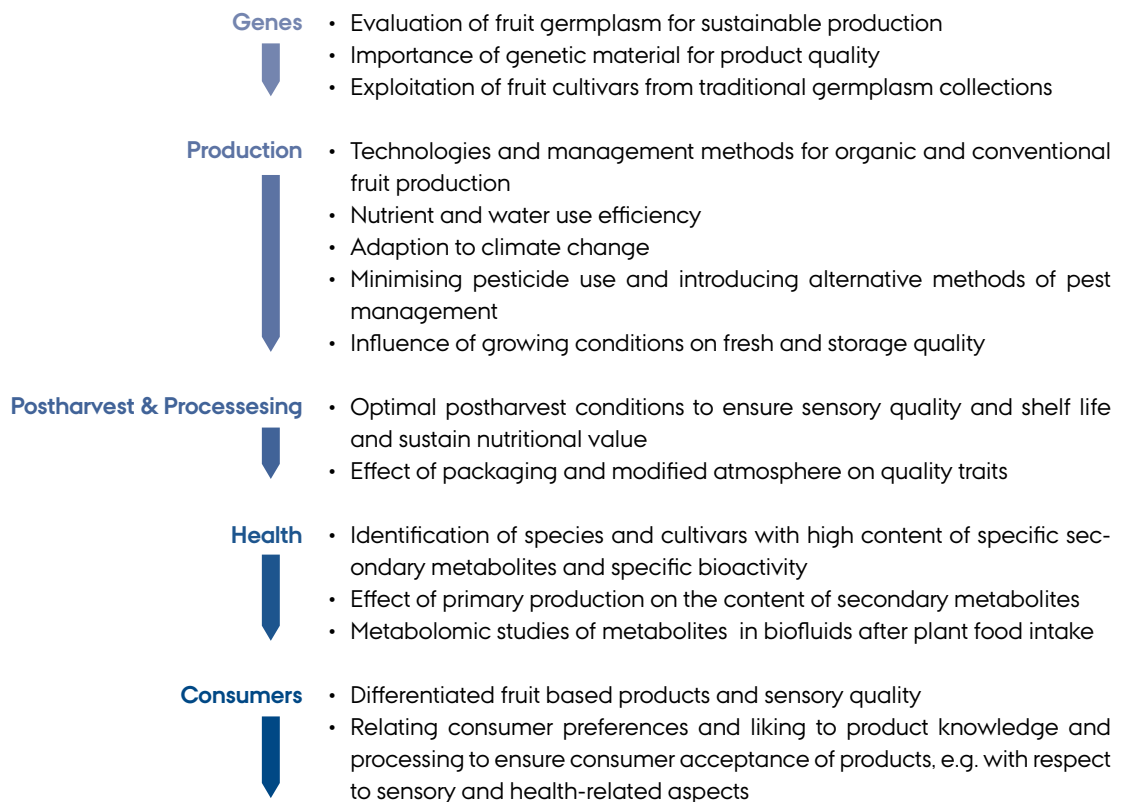 Genes • Evaluation of fruit germplasm for sustainable production
• Importance of genetic material for product quality
• Exploitation of fruit cultivars from traditional germplasm collections
Production • Technologies and management methods for organic and conventional
fruit production
• Nutrient and water use efficiency
• Adaption to climate change
• Minimising pesticide use and introducing alternative methods of pest
management
• Influence of growing conditions on fresh and storage quality
Postharvest & Processesing • Optimal postharvest conditions to ensure sensory quality and shelf life
and sustain nutritional value
• Effect of packaging and modified atmosphere on quality traits
Health • Identification of species and cultivars with high content of specific sec-
ondary metabolites and specific bioactivity
• Effect of primary production on the content of secondary metabolites
• Metabolomic studies of metabolites in biofluids after plant food intake
Consumers • Differentiated fruit based products and sensory quality
• Relating consumer preferences and liking to product knowledge and
processing to ensure consumer acceptance of products, e.g. with respect
to sensory and health-related aspects